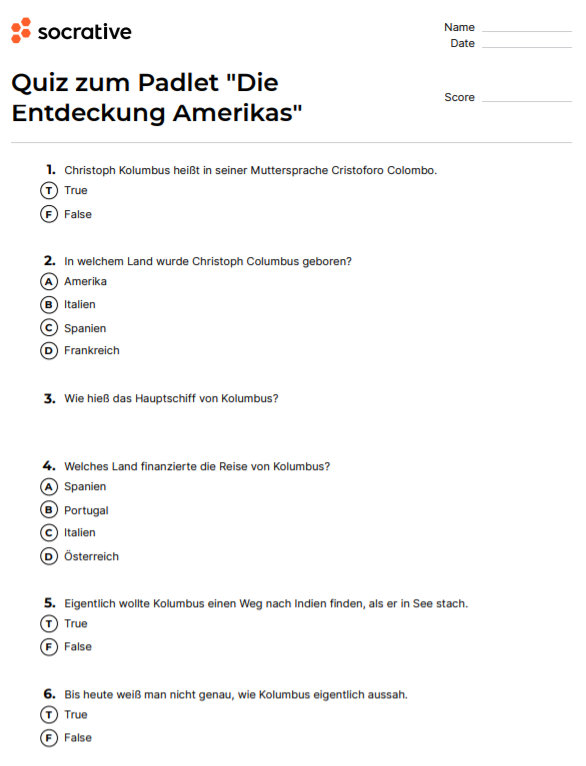 socrative
Name
Date
Quiz zum Padlet "Die
Entdeckung Amerikas"
Score
1. Christoph Kolumbus heißt in seiner Muttersprache Cristoforo Colombo.
T True
F False
2. In welchem Land wurde Christoph Columbus geboren?
A Amerika
B Italien
C Spanien
D Frankreich
3. Wie hieß das Hauptschiff von Kolumbus?
4. Welches Land finanzierte die Reise von Kolumbus?
A Spanien
B Portugal
C Italien
D Österreich
5. Eigentlich wollte Kolumbus einen Weg nach Indien finden, als er in See stach.
T True
F False
6. Bis heute weiß man nicht genau, wie Kolumbus eigentlich aussah.
T True
F False